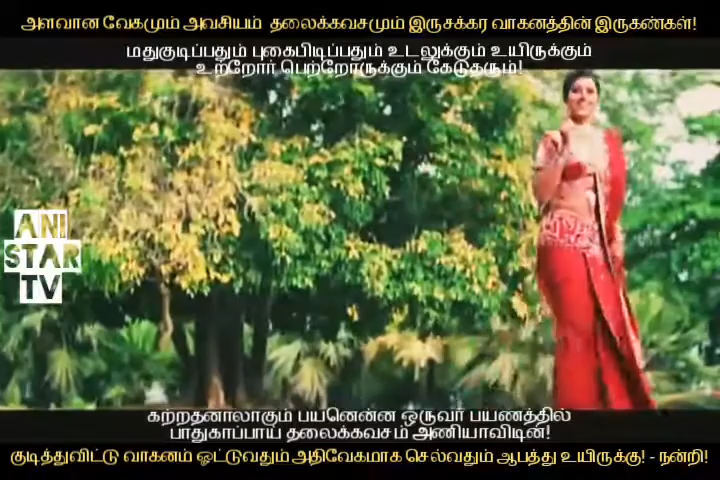 அளவான வேகமும் அவசியம் தலைக்கவசமும் இருசக்கர வாகனத்தின் இருகண்கள்!
மதுகுடிப்பதும் புகைபிடிப்பதும் உடலுக்கும் உயிருக்கும்
உற்றோர் பெற்றோருக்கும் கேடுதரும்!
ANI
STAR
TV
கற்றதனாலாகும் பயனென்ன ஒருவர் பயணத்தில்
பாதுகாப்பாய் தலைக்கவசம் அணியாவிடின்!
குடித்துவிட்டு வாகனம் ஓட்டுவதும் அதிவேகமாக செல்வதும் ஆபத்து உயிருக்கு! - நன்றி!